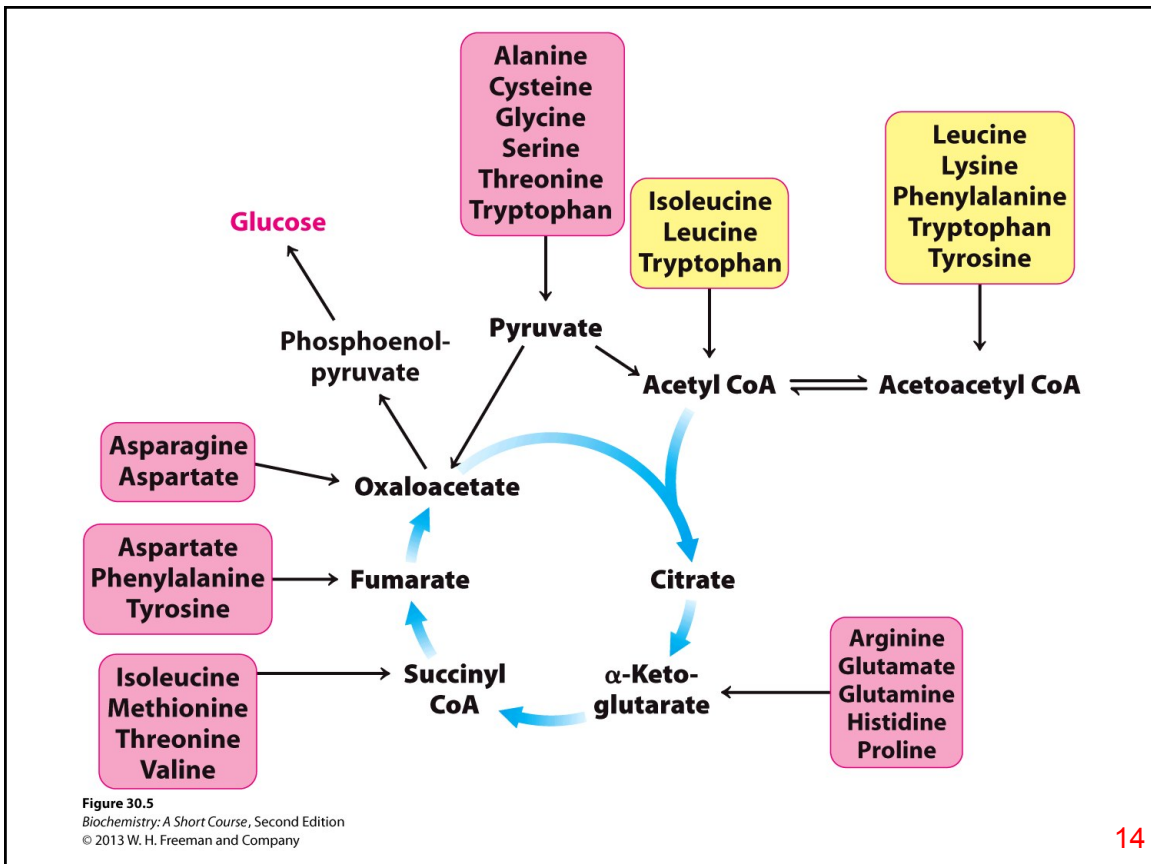 Alanine
Cysteine
Glycine
Serine
Threonine
Tryptophan
Isoleucine
Leucine
Tryptophan
Leucine
Lysine
Phenylalanine
Tryptophan
Tyrosine
Glucose
Phosphoenol-
pyruvate
Pyruvate
Acetyl CoA
Acetoacetyl CoA
Asparagine
Aspartate
Oxaloacetate
Aspartate
Phenylalanine
Tyrosine
Fumarate
Citrate
Isoleucine
Methionine
Threonine
Valine
Succinyl
CoA
α-Keto-
glutarate
Arginine
Glutamate
Glutamine
Histidine
Proline
Figure 30.5
Biochemistry: A Short Course, Second Edition
© 2013 W. H. Freeman and Company
14